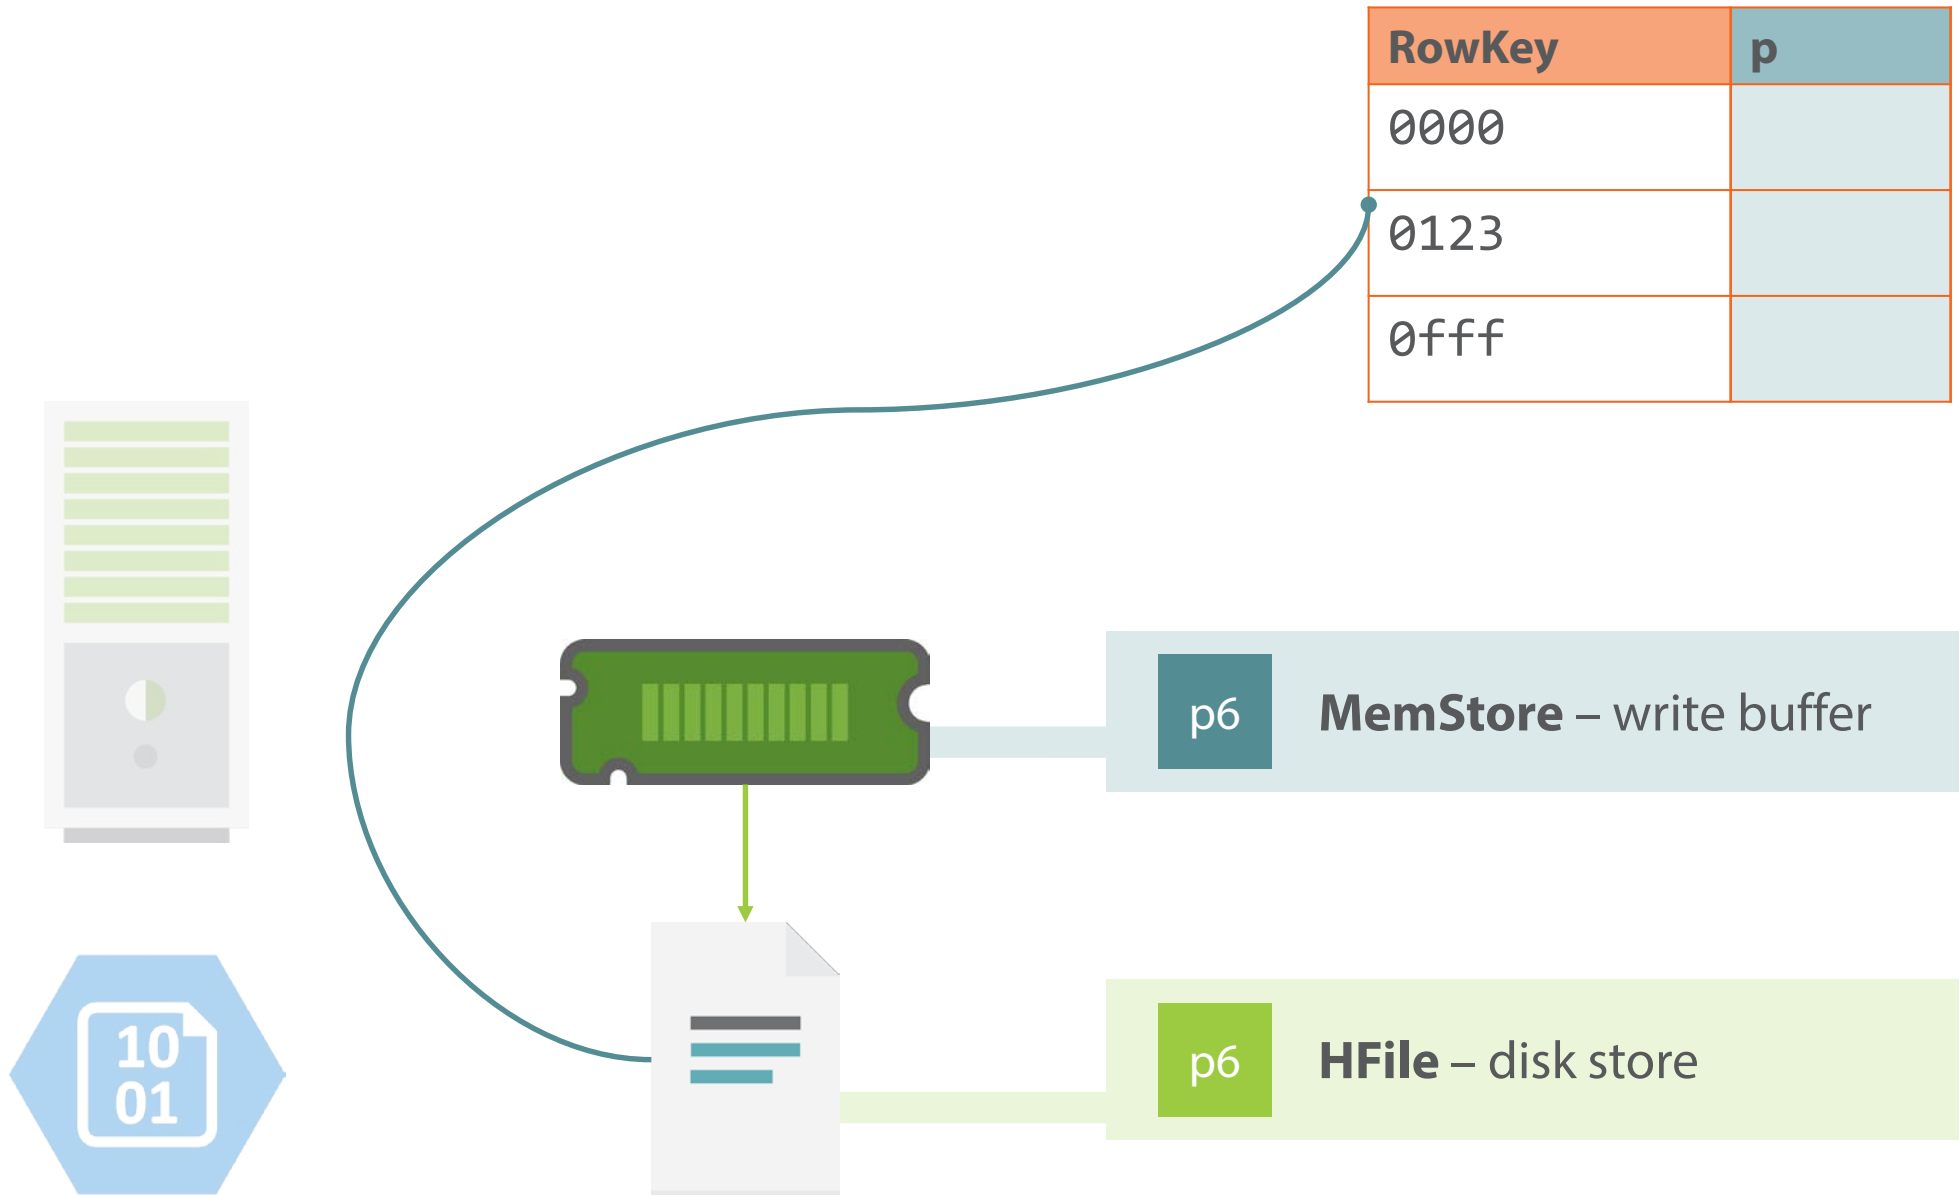 RowKey p
0000
0123
0fff
p6 MemStore – write buffer
10
01
p6 HFile – disk store